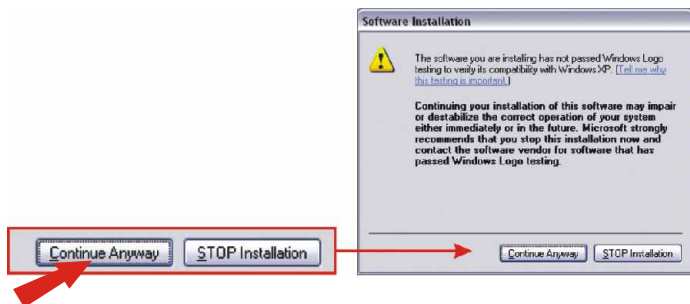 Software Installation
The software you are installing has not passed Windows Logo
testing to verify its compatibility with Windows XP. (Tell me why
this testing is important.)
Continuing your installation of this software may impair
or destabilize the correct operation of your system
either immediately or in the future. Microsoft strongly
recommends that you stop this installation now and
contact the software vendor for software that has
passed Windows Logo testing.
Continue Anyway STOP Installation
Continue Anyway STOP Installation